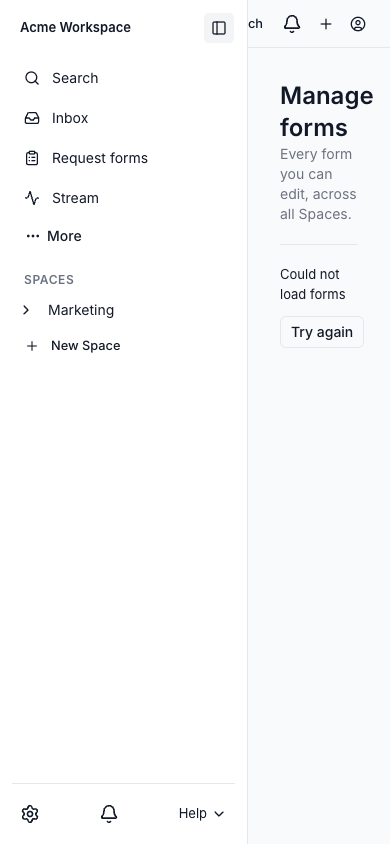 Acme Workspace
Search
Inbox
Request forms
Stream
More
SPACES
Marketing
New Space
Help
ch
Manage
forms
Every form
you can
edit, across
all Spaces.
Could not
load forms
Try again